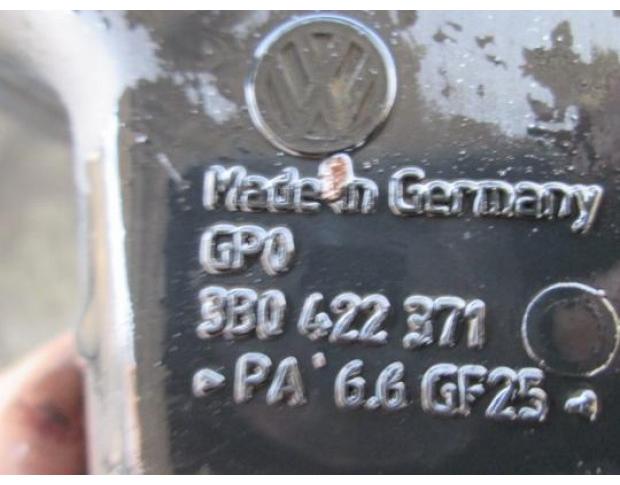 VW
Made in Germany
GPO
3B0 422 371
>PA 6.6 GF25<